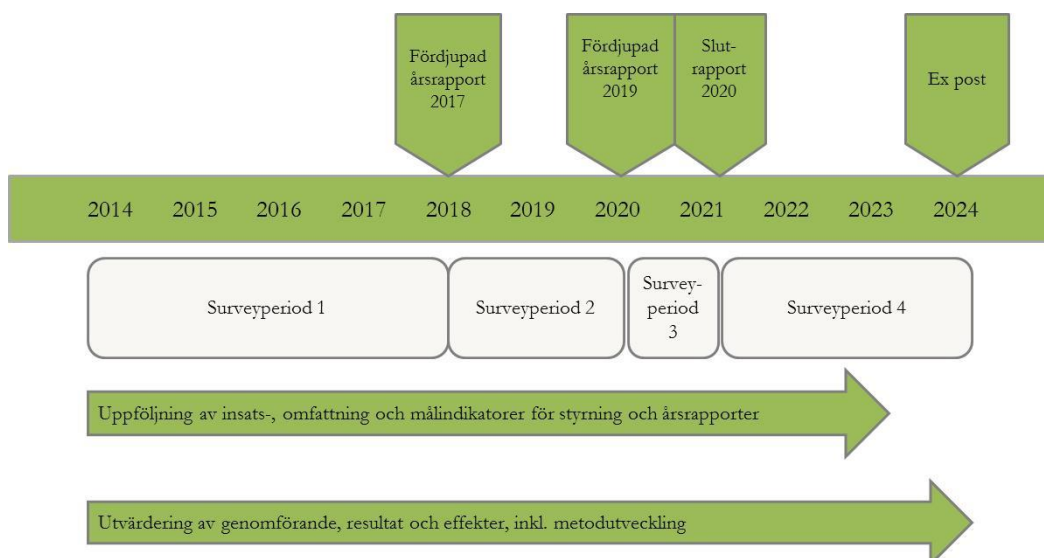 Fördjupad
årsrapport
2017
Fördjupad
årsrapport
2019
Slut-
rapport
2020
Ex post
2014 2015 2016 2017 2018 2019 2020 2021 2022 2023 2024
Surveyperiod 1
Surveyperiod 2
Survey-
period
3
Surveyperiod 4
Uppföljning av insats-, omfattning och målindikatorer för styrning och årsrapporter
Utvärdering av genomförande, resultat och effekter, inkl. metodutveckling